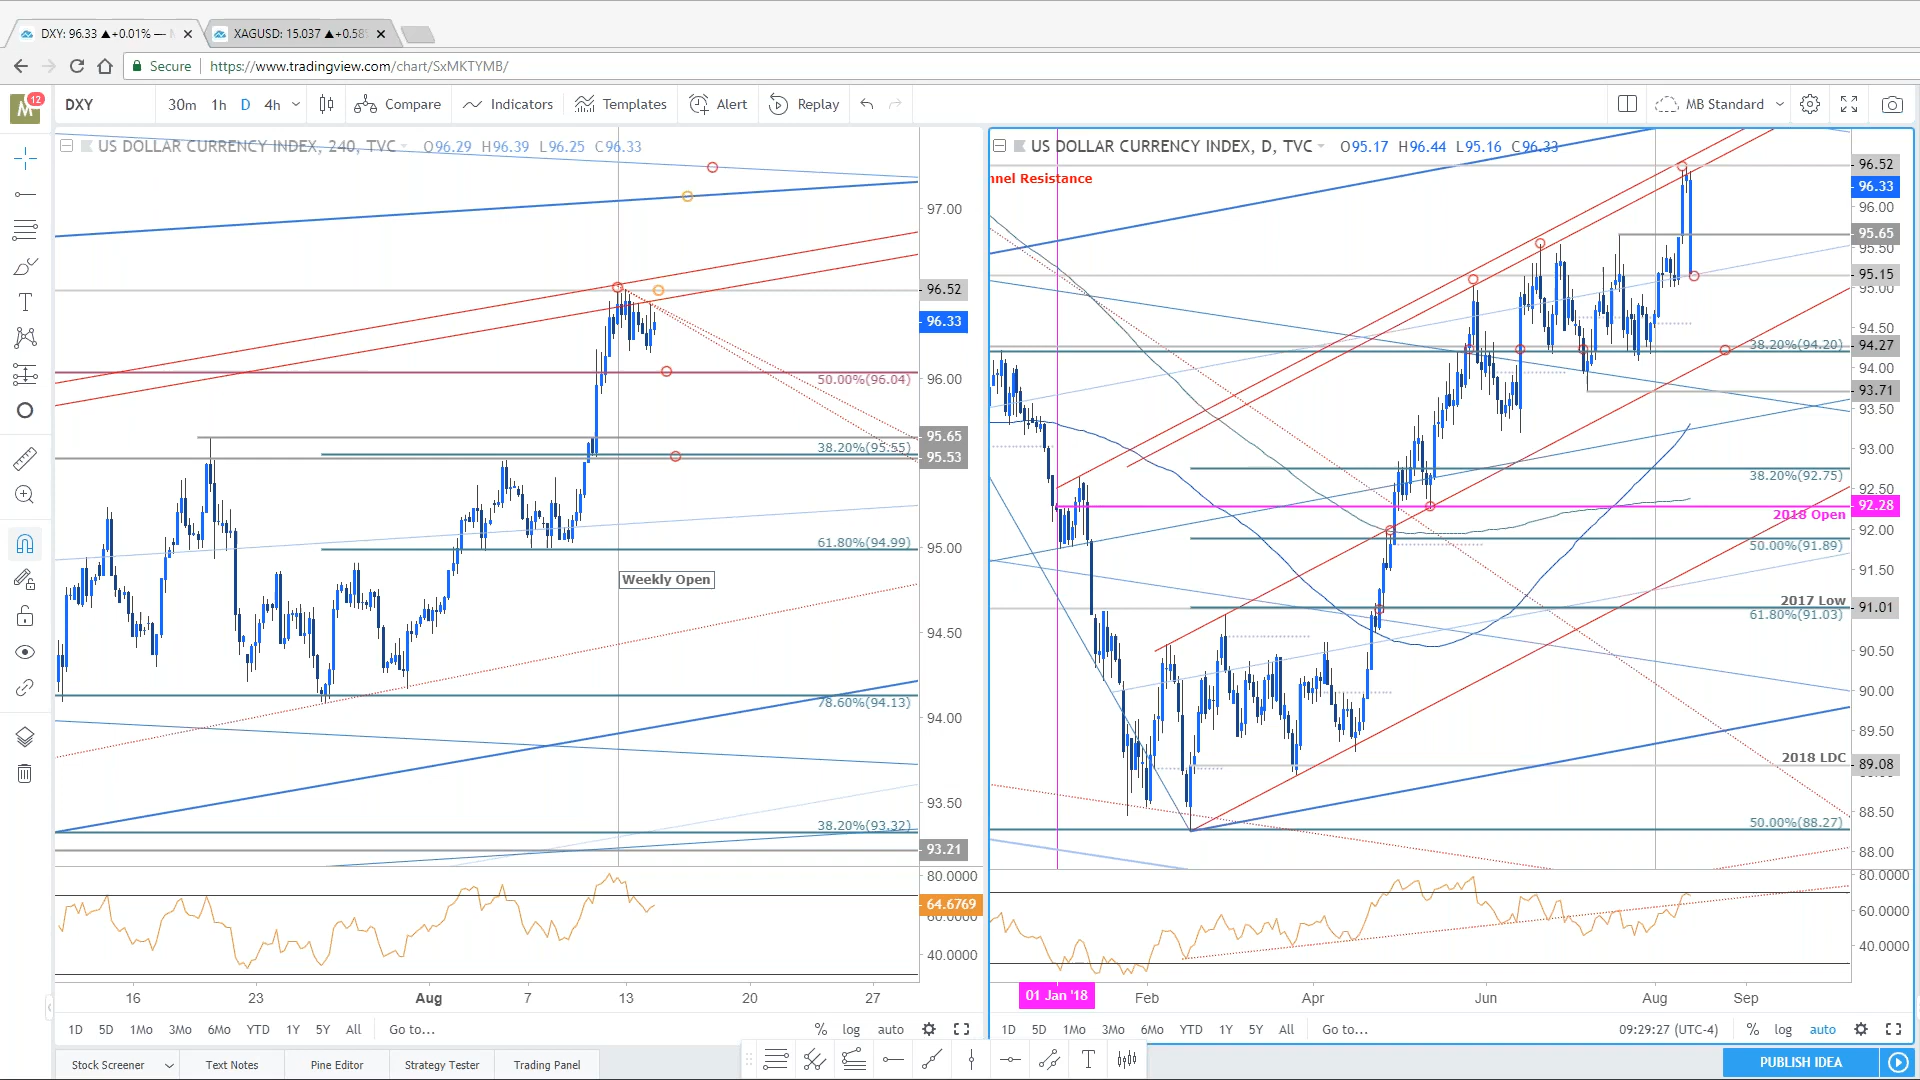 DXY: 96.33 ▲+0.01% —
XAGUSD: 15.037 ▲+0.58%
Secure
https://www.tradingview.com/chart/SxMKTYMB/
M 12
DXY
30m 1h D 4h
Compare
Indicators
Templates
Alert
Replay
MB Standard
US DOLLAR CURRENCY INDEX, 240, TVC O96.29 H96.39 L96.25 C96.33
97.00
96.52
96.33
50.00%(96.04)
96.00
95.65
38.20%(95.55)
95.53
61.80%(94.99)
95.00
Weekly Open
94.50
78.60%(94.13)
94.00
93.50
38.20%(93.32)
93.21
80.0000
64.6769
60.0000
40.0000
16 23 Aug 7 13 20 27
1D 5D 1Mo 3Mo 6Mo YTD 1Y 5Y All Go to...
% log auto
US DOLLAR CURRENCY INDEX, D, TVC O95.17 H96.44 L95.16 C96.33
nnel Resistance
96.52
96.33
96.00
95.65
95.50
95.15
95.00
94.50
38.20%(94.20)
94.27
94.00
93.71
93.50
93.00
38.20%(92.75)
92.50
92.28
2018 Open
92.00
50.00%(91.89)
91.50
2017 Low
91.01
61.80%(91.03)
90.50
90.00
89.50
2018 LDC
89.08
88.50
50.00%(88.27)
88.00
80.0000
60.0000
40.0000
01 Jan '18 Feb Apr Jun Aug Sep
1D 5D 1Mo 3Mo 6Mo YTD 1Y 5Y All Go to...
09:29:27 (UTC-4) % log auto
Stock Screener
Text Notes
Pine Editor
Strategy Tester
Trading Panel
PUBLISH IDEA